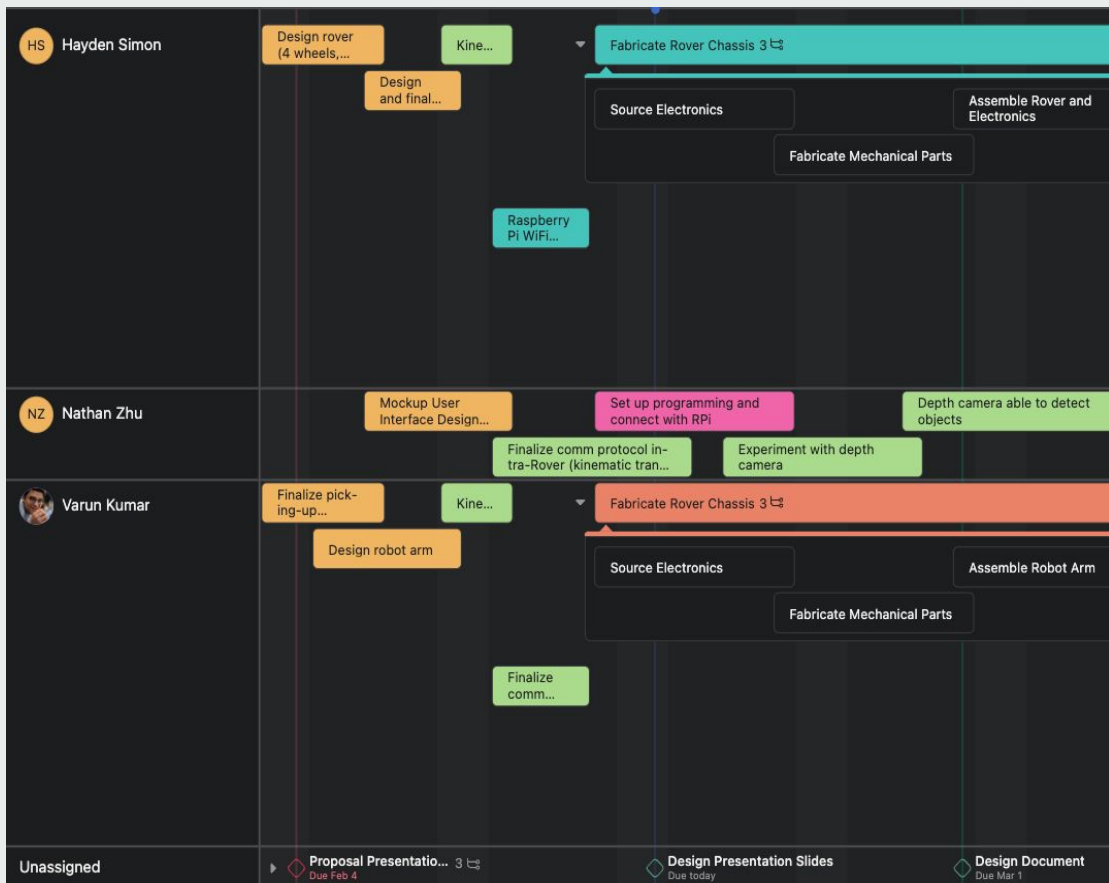 HS Hayden Simon
Design rover
(4 wheels,...
Kine...
Fabricate Rover Chassis 3
Design
and final...
Source Electronics
Assemble Rover and
Electronics
Fabricate Mechanical Parts
Raspberry
Pi WiFi...
NZ Nathan Zhu
Mockup User
Interface Design...
Set up programming and
connect with RPi
Depth camera able to detect
objects
Finalize comm protocol in-
tra-Rover (kinematic tran...
Experiment with depth
camera
Varun Kumar
Finalize pick-
ing-up...
Kine...
Fabricate Rover Chassis 3
Design robot arm
Source Electronics
Assemble Robot Arm
Fabricate Mechanical Parts
Finalize
comm...
Unassigned
Proposal Presentatio... 3
Due Feb 4
Design Presentation Slides
Due today
Design Document
Due Mar 1